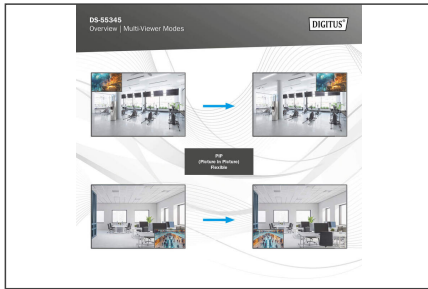 DS-55345
Overview | Multi-Viewer Modes
DIGITUS®
PIP
(Picture in Picture)
Flexible